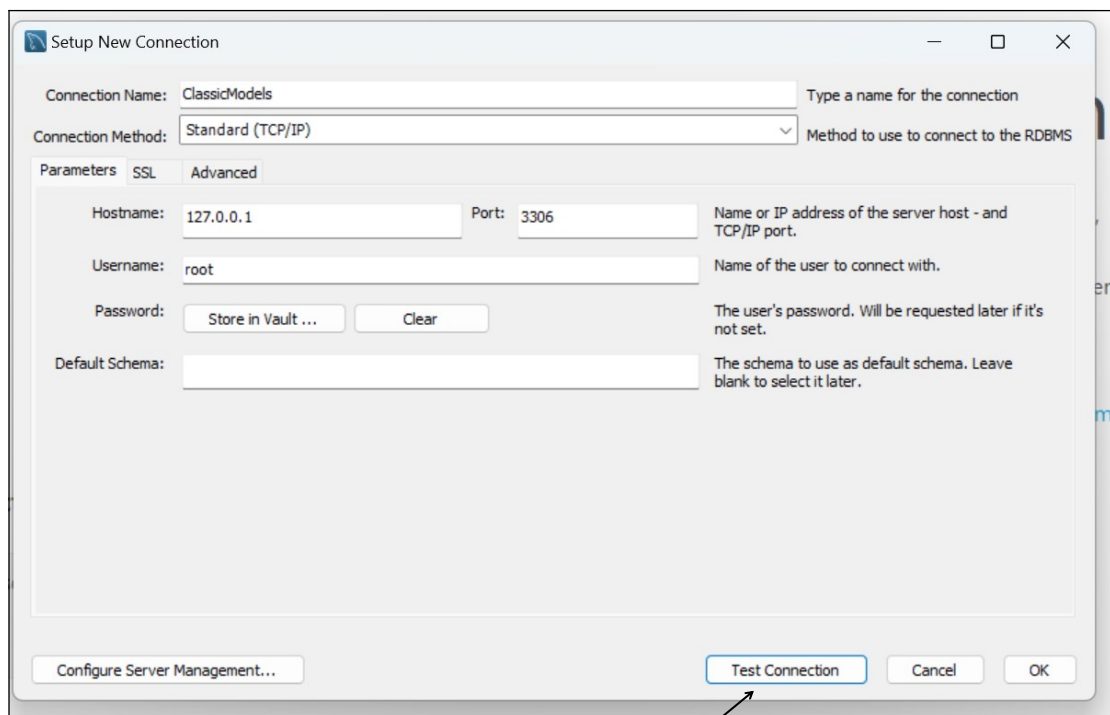 Setup New Connection
Connection Name: ClassicModels Type a name for the connection
Connection Method: Standard (TCP/IP) Method to use to connect to the RDBMS
Parameters SSL Advanced
Hostname: 127.0.0.1 Port: 3306 Name or IP address of the server host - and
TCP/IP port.
Username: root Name of the user to connect with.
Password: Store in Vault ... Clear The user's password. Will be requested later if it's
not set.
Default Schema: The schema to use as default schema. Leave
blank to select it later.
Configure Server Management... Test Connection Cancel OK